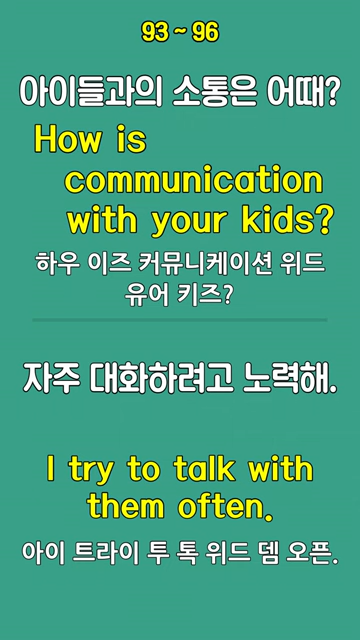 93 ~ 96
아이들과의 소통은 어때?
How is
communication
with your kids?
하우 이즈 커뮤니케이션 위드
유어 키즈?
자주 대화하려고 노력해.
I try to talk with
them often.
아이 트라이 투 톡 위드 뎀 오픈.